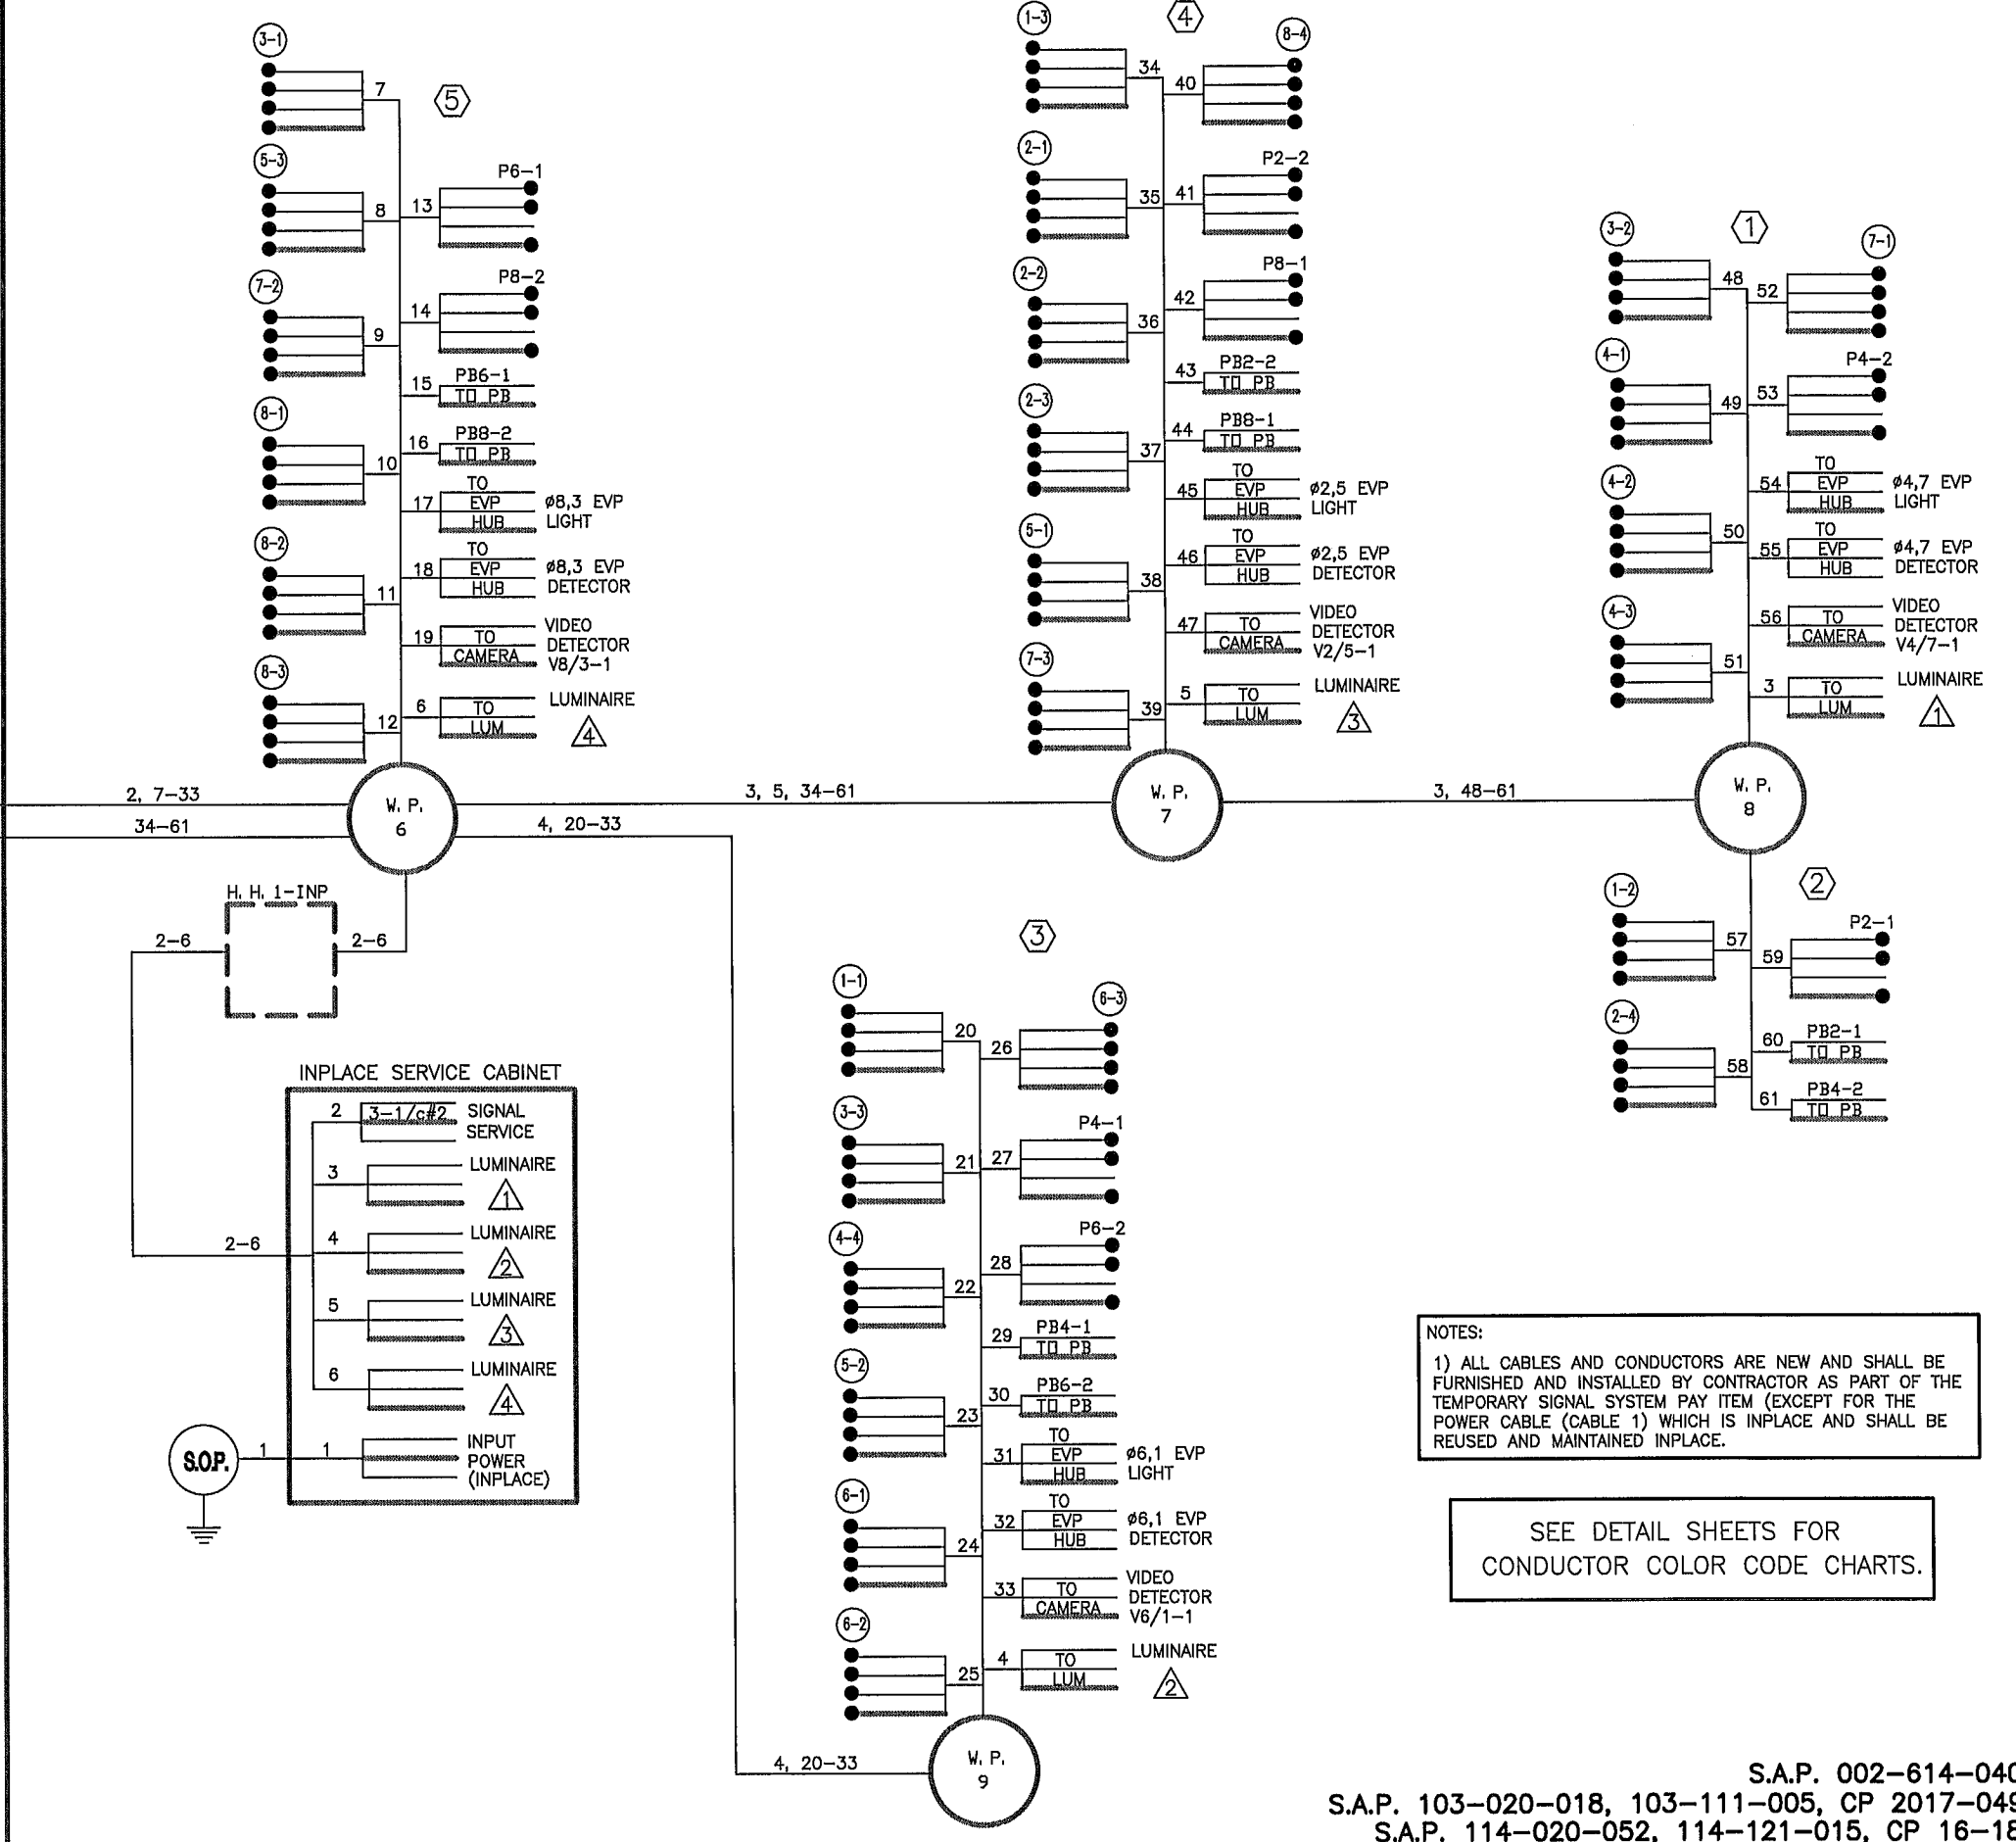 3-1
7
5
5-3
8
13
P6-1
7-2
9
14
P8-2
15
PB6-1
TO PB
8-1
10
16
PB8-2
TO PB
17
TO
EVP
HUB
ø8,3 EVP
LIGHT
8-2
11
18
TO
EVP
HUB
ø8,3 EVP
DETECTOR
19
TO
CAMERA
VIDEO
DETECTOR
V8/3-1
8-3
12
6
TO
LUM
LUMINAIRE
4
W. P.
6
2, 7-33
34-61
3, 5, 34-61
4, 20-33
1-3
34
4
8-4
40
2-1
35
41
P2-2
2-2
36
42
P8-1
43
PB2-2
TO PB
2-3
37
44
PB8-1
TO PB
45
TO
EVP
HUB
ø2,5 EVP
LIGHT
5-1
38
46
TO
EVP
HUB
ø2,5 EVP
DETECTOR
47
TO
CAMERA
VIDEO
DETECTOR
V2/5-1
7-3
39
5
TO
LUM
LUMINAIRE
3
W. P.
7
3, 48-61
3-2
48
1
7-1
52
4-1
49
53
P4-2
4-2
50
54
TO
EVP
HUB
ø4,7 EVP
LIGHT
55
TO
EVP
HUB
ø4,7 EVP
DETECTOR
4-3
51
56
TO
CAMERA
VIDEO
DETECTOR
V4/7-1
3
TO
LUM
LUMINAIRE
1
W. P.
8
1-2
57
2
P2-1
59
2-4
58
60
PB2-1
TO PB
61
PB4-2
TO PB
H. H. 1-INP
2-6
2-6
2-6
INPLACE SERVICE CABINET
2
3-1/c#2
SIGNAL
SERVICE
3
LUMINAIRE
1
4
LUMINAIRE
2
5
LUMINAIRE
3
6
LUMINAIRE
4
S.O.P.
1
1
INPUT
POWER
(INPLACE)
3
1-1
20
6-3
26
3-3
21
27
P4-1
4-4
22
28
P6-2
29
PB4-1
TO PB
5-2
23
30
PB6-2
TO PB
31
TO
EVP
HUB
ø6,1 EVP
LIGHT
6-1
24
32
TO
EVP
HUB
ø6,1 EVP
DETECTOR
33
TO
CAMERA
VIDEO
DETECTOR
V6/1-1
6-2
25
4
TO
LUM
LUMINAIRE
2
4, 20-33
W. P.
9
NOTES:
1) ALL CABLES AND CONDUCTORS ARE NEW AND SHALL BE
FURNISHED AND INSTALLED BY CONTRACTOR AS PART OF THE
TEMPORARY SIGNAL SYSTEM PAY ITEM (EXCEPT FOR THE
POWER CABLE (CABLE 1) WHICH IS INPLACE AND SHALL BE
REUSED AND MAINTAINED INPLACE.
SEE DETAIL SHEETS FOR
CONDUCTOR COLOR CODE CHARTS.
S.A.P. 002-614-040
S.A.P. 103-020-018, 103-111-005, CP 2017-049
S.A.P. 114-020-052, 114-121-015, CP 16-18